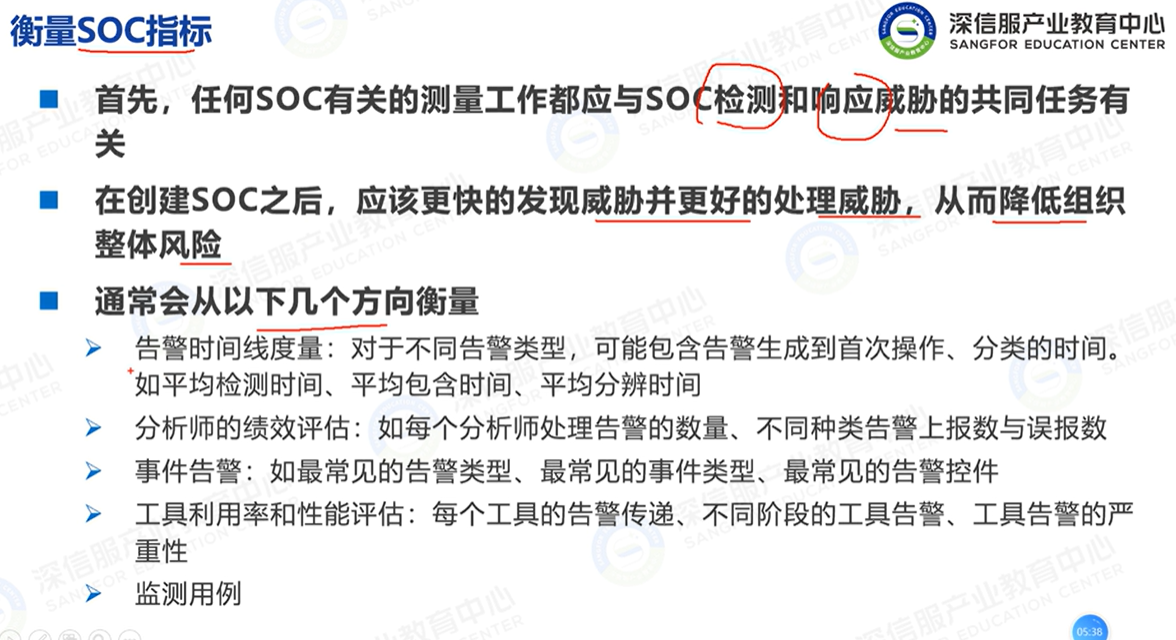 衡量SOC指标
深信服产业教育中心
SANGFOR EDUCATION CENTER
首先，任何SOC有关的测量工作都应与SOC检测和响应威胁的共同任务有
关
在创建SOC之后，应该更快的发现威胁并更好的处理威胁，从而降低组织
整体风险
通常会从以下几个方向衡量
告警时间线度量：对于不同告警类型，可能包含告警生成到首次操作、分类的时间。
如平均检测时间、平均包含时间、平均分辨时间
分析师的绩效评估：如每个分析师处理告警的数量、不同种类告警上报数与误报数
事件告警：如最常见的告警类型、最常见的事件类型、最常见的告警控件
工具利用率和性能评估：每个工具的告警传递、不同阶段的工具告警、工具告警的严
重性
监测用例
05:38